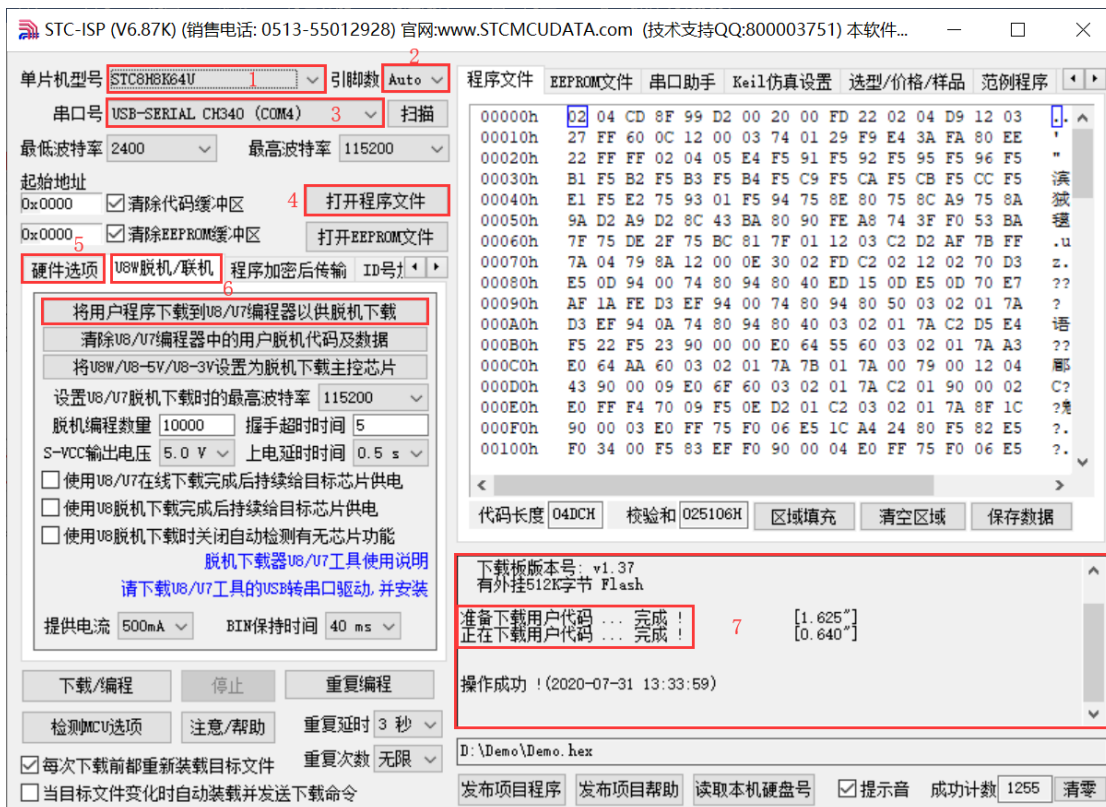 STC-ISP (V6.87K) (销售电话: 0513-55012928) 官网:www.STCMCUDATA.com (技术支持QQ:800003751) 本软件...
单片机型号 STC8H8K64U 1 引脚数 Auto 2
串口号 USB-SERIAL CH340 (COM4) 3 扫描
最低波特率 2400 最高波特率 115200
起始地址
0x0000 清除代码缓冲区 4 打开程序文件
0x0000 清除EEPROM缓冲区 打开EEPROM文件
5
硬件选项 U8W脱机/联机 程序加密后传输 ID号
6
将用户程序下载到U8/U7编程器以供脱机下载
清除U8/U7编程器中的用户脱机代码及数据
将U8W/U8-5V/U8-3V设置为脱机下载主控芯片
设置U8/U7脱机下载时的最高波特率 115200
脱机编程数量 10000 握手超时时间 5
S-VCC输出电压 5.0 V 上电延时时间 0.5 s
使用U8/U7在线下载完成后持续给目标芯片供电
使用U8脱机下载完成后持续给目标芯片供电
使用U8脱机下载时关闭自动检测有无芯片功能
脱机下载器U8/U7工具使用说明
请下载U8/U7工具的USB转串口驱动,并安装
提供电流 500mA BIN保持时间 40 ms
下载/编程 停止 重复编程
检测MCU选项 注意/帮助 重复延时 3 秒
每次下载前都重新装载目标文件 重复次数 无限
当目标文件变化时自动装载并发送下载命令
程序文件 EEPROM文件 串口助手 Keil仿真设置 选型/价格/样品 范例程序
00000h 02 04 CD 8F 99 D2 00 20 00 FD 22 02 04 D9 12 03 ..
00010h 27 FF 60 0C 12 00 03 74 01 29 F9 E4 3A FA 80 EE '
00020h 22 FF FF 02 04 05 E4 F5 91 F5 92 F5 95 F5 96 F5 "
00030h B1 F5 B2 F5 B3 F5 B4 F5 C9 F5 CA F5 CB F5 CC F5 滨
00040h E1 F5 E2 75 93 01 F5 94 75 8E 80 75 8C A9 75 8A
00050h 9A D2 A9 D2 8C 43 BA 80 90 FE A8 74 3F F0 53 BA
00060h 7F 75 DE 2F 75 BC 81 7F 01 12 03 C2 D2 AF 7B FF .u
00070h 7A 04 79 8A 12 00 0E 30 02 FD C2 02 12 02 70 D3 z.
00080h E5 0D 94 00 74 80 94 80 40 ED 15 0D E5 0D 70 E7 ??
00090h AF 1A FE D3 EF 94 00 74 80 94 80 50 03 02 01 7A ?
000A0h D3 EF 94 0A 74 80 94 80 40 03 02 01 7A C2 D5 E4 语
000B0h F5 22 F5 23 90 00 00 E0 64 55 60 03 02 01 7A A3 ??
000C0h E0 64 AA 60 03 02 01 7A 7B 01 7A 00 79 00 12 04
000D0h 43 90 00 09 E0 6F 60 03 02 01 7A C2 01 90 00 02 C?
000E0h E0 FF F4 70 09 F5 0E D2 01 C2 03 02 01 7A 8F 1C
000F0h 90 00 03 E0 FF 75 F0 06 E5 1C A4 24 80 F5 82 E5 ?.
00100h F0 34 00 F5 83 EF F0 90 00 04 E0 FF 75 F0 06 E5 ?.
代码长度 04DCH 校验和 025106H 区域填充 清空区域 保存数据
下载板版本号: v1.37
有外挂512K字节 Flash
准备下载用户代码 ... 完成 ! [1.625"]
正在下载用户代码 ... 完成 ! [0.640"]
7
操作成功 !(2020-07-31 13:33:59)
D:\Demo\Demo.hex
发布项目程序 发布项目帮助 读取本机硬盘号 提示音 成功计数 1255 清零